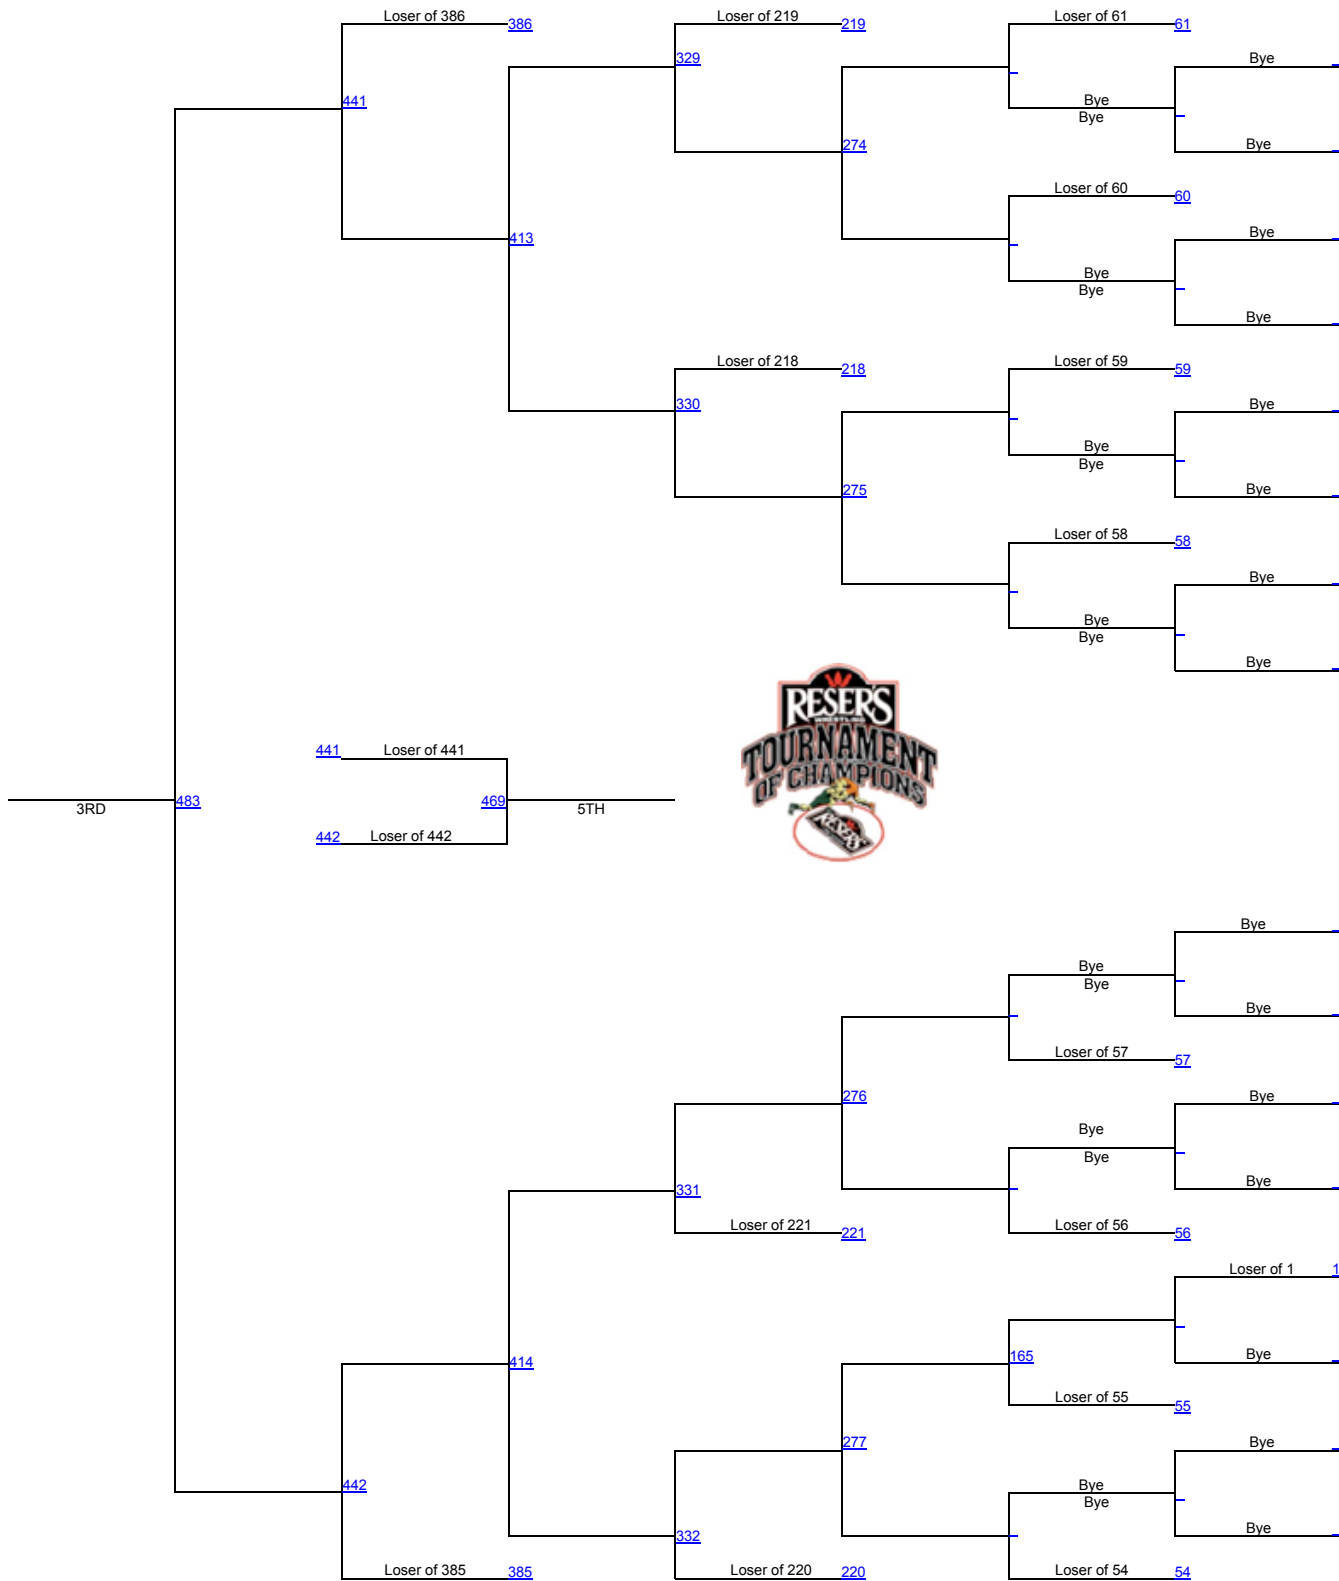 Loser of 386 386 Loser of 219 219 Loser of 61 61
329 Bye
441 Bye
Bye
274 Bye
Loser of 60 60
413 Bye
Bye
Bye
Bye
Loser of 218 218 Loser of 59 59
330 Bye
Bye
Bye
275 Bye
Loser of 58 58
Bye
Bye
Bye
Bye
RESER'S
WRESTLING
TOURNAMENT
OF CHAMPIONS
RESER'S
441 Loser of 441
3RD 483 469 5TH
442 Loser of 442
Bye
Bye
Bye
Bye
Loser of 57 57
276 Bye
Bye
Bye
331 Bye
Loser of 221 221 Loser of 56 56
Loser of 1 1
414 165 Bye
Loser of 55 55
277 Bye
442 Bye
Bye
332 Bye
Loser of 385 385 Loser of 220 220 Loser of 54 54